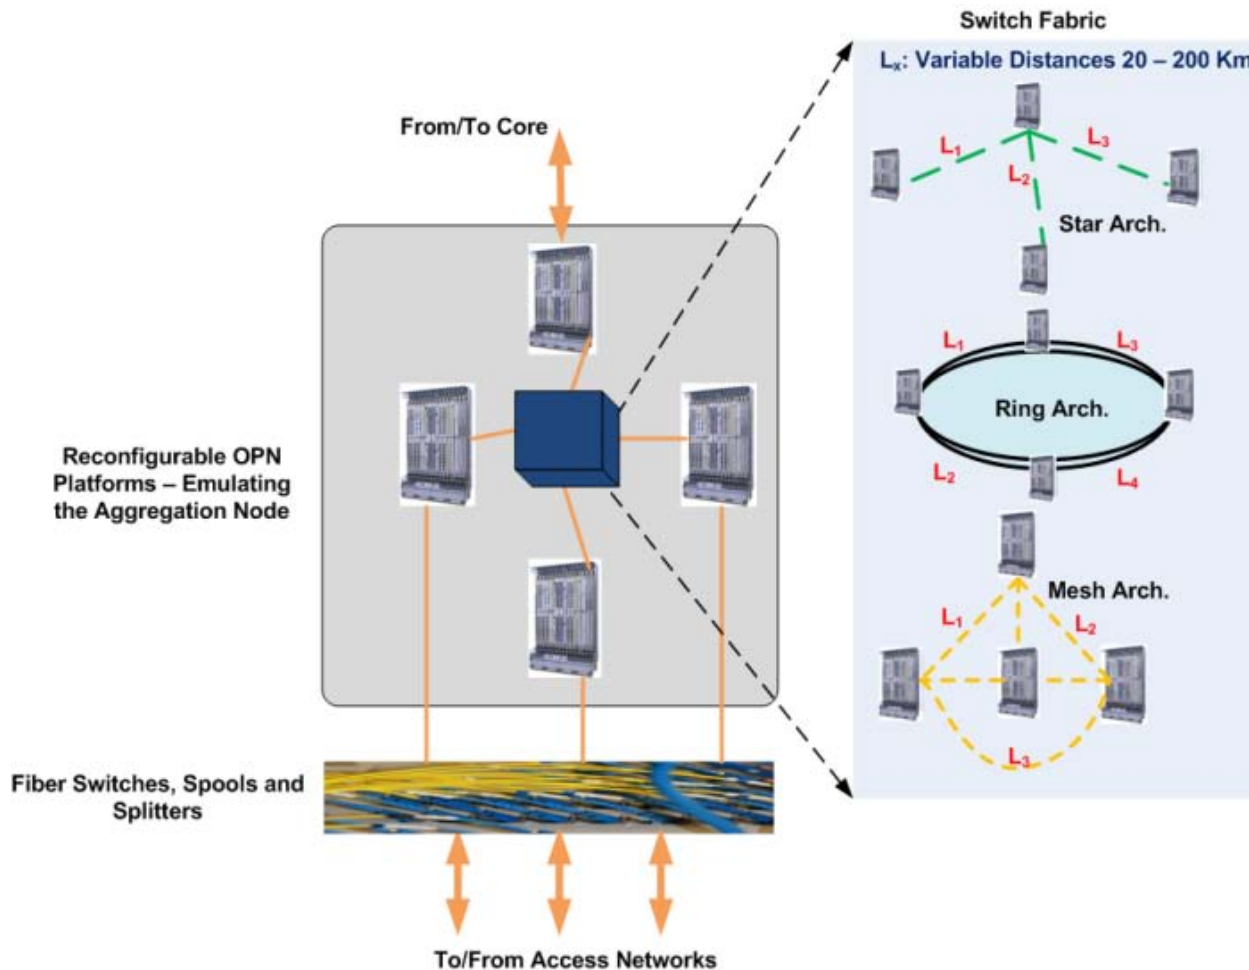 Switch Fabric
Lₓ: Variable Distances 20 – 200 Km
From/To Core
L₁
L₃
L₂
Star Arch.
L₁
L₃
Ring Arch.
L₂
L₄
Reconfigurable OPN
Platforms – Emulating
the Aggregation Node
Mesh Arch.
L₁
L₂
L₃
Fiber Switches, Spools and
Splitters
To/From Access Networks